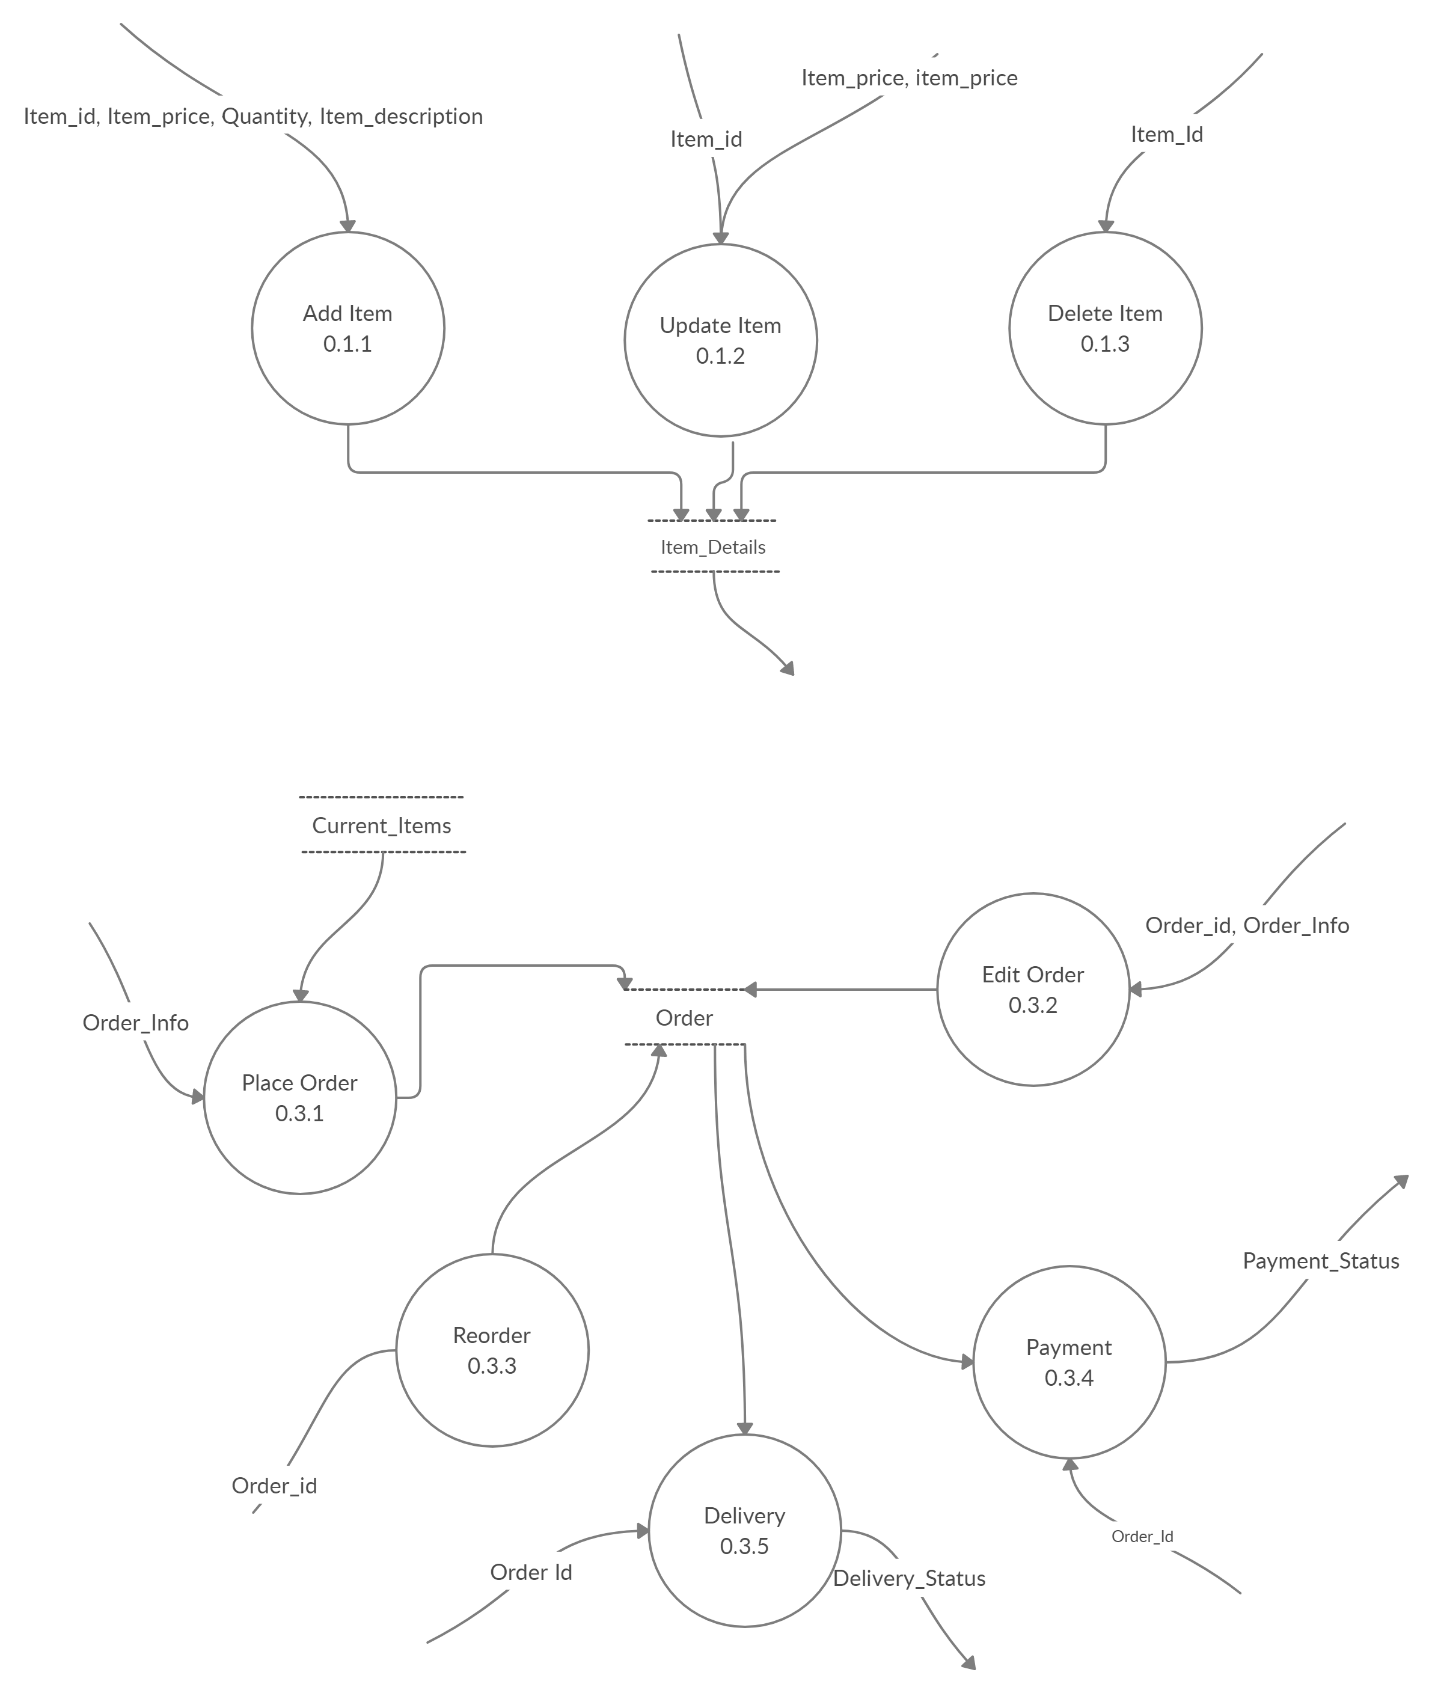 Item_price, item_price
Item_id, Item_price, Quantity, Item_description
Item_id
Item_Id
Add Item
0.1.1
Update Item
0.1.2
Delete Item
0.1.3
Item_Details
Current_Items
Order_id, Order_Info
Order_Info
Order
Edit Order
0.3.2
Place Order
0.3.1
Payment_Status
Reorder
0.3.3
Payment
0.3.4
Order_id
Delivery
0.3.5
Order_Id
Order Id
Delivery_Status